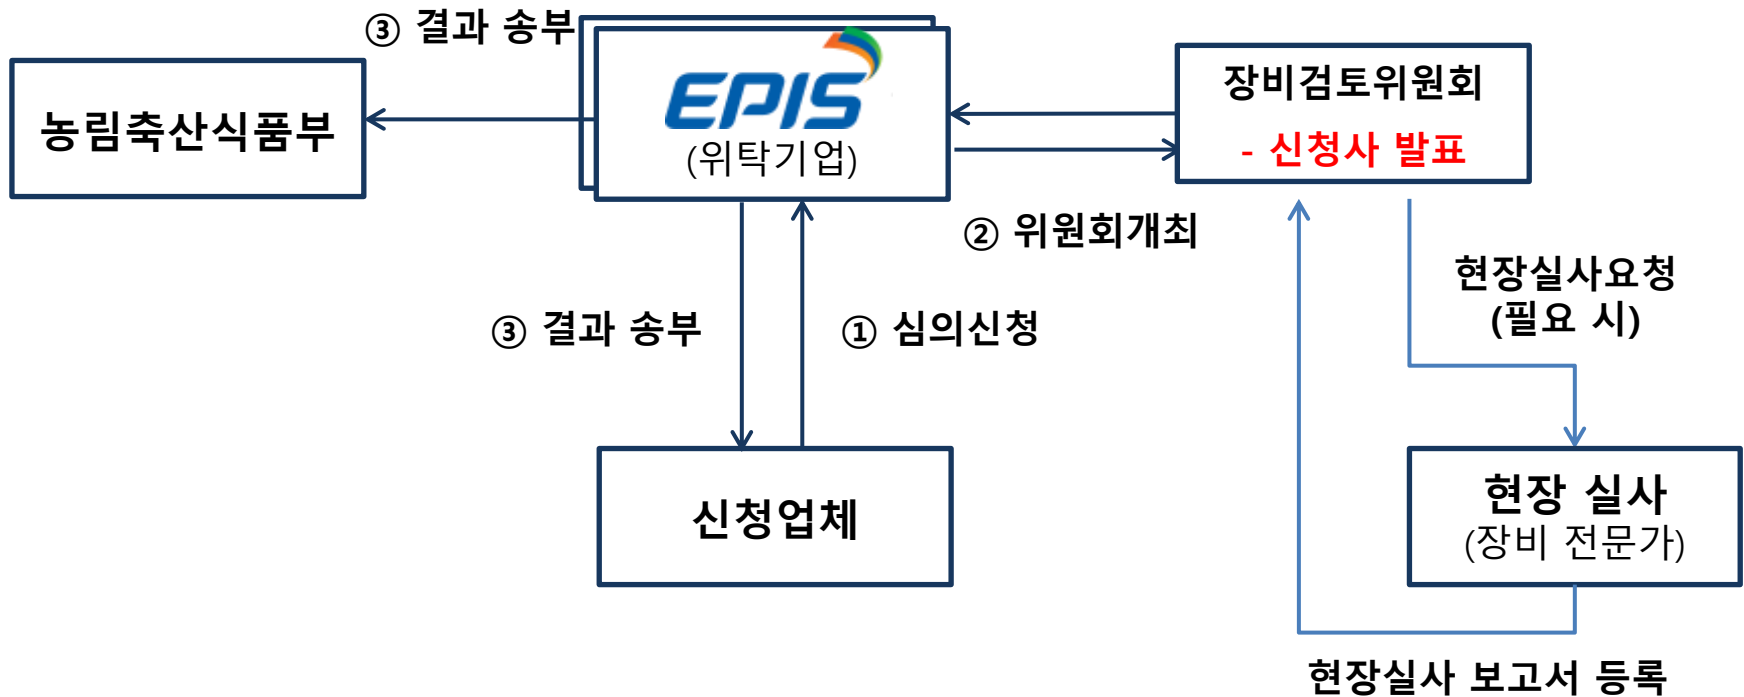 ③ 결과 송부
농림축산식품부
EPIS
(위탁기업)
장비검토위원회
- 신청사 발표
② 위원회개최
현장실사요청
(필요 시)
③ 결과 송부
① 심의신청
신청업체
현장 실사
(장비 전문가)
현장실사 보고서 등록